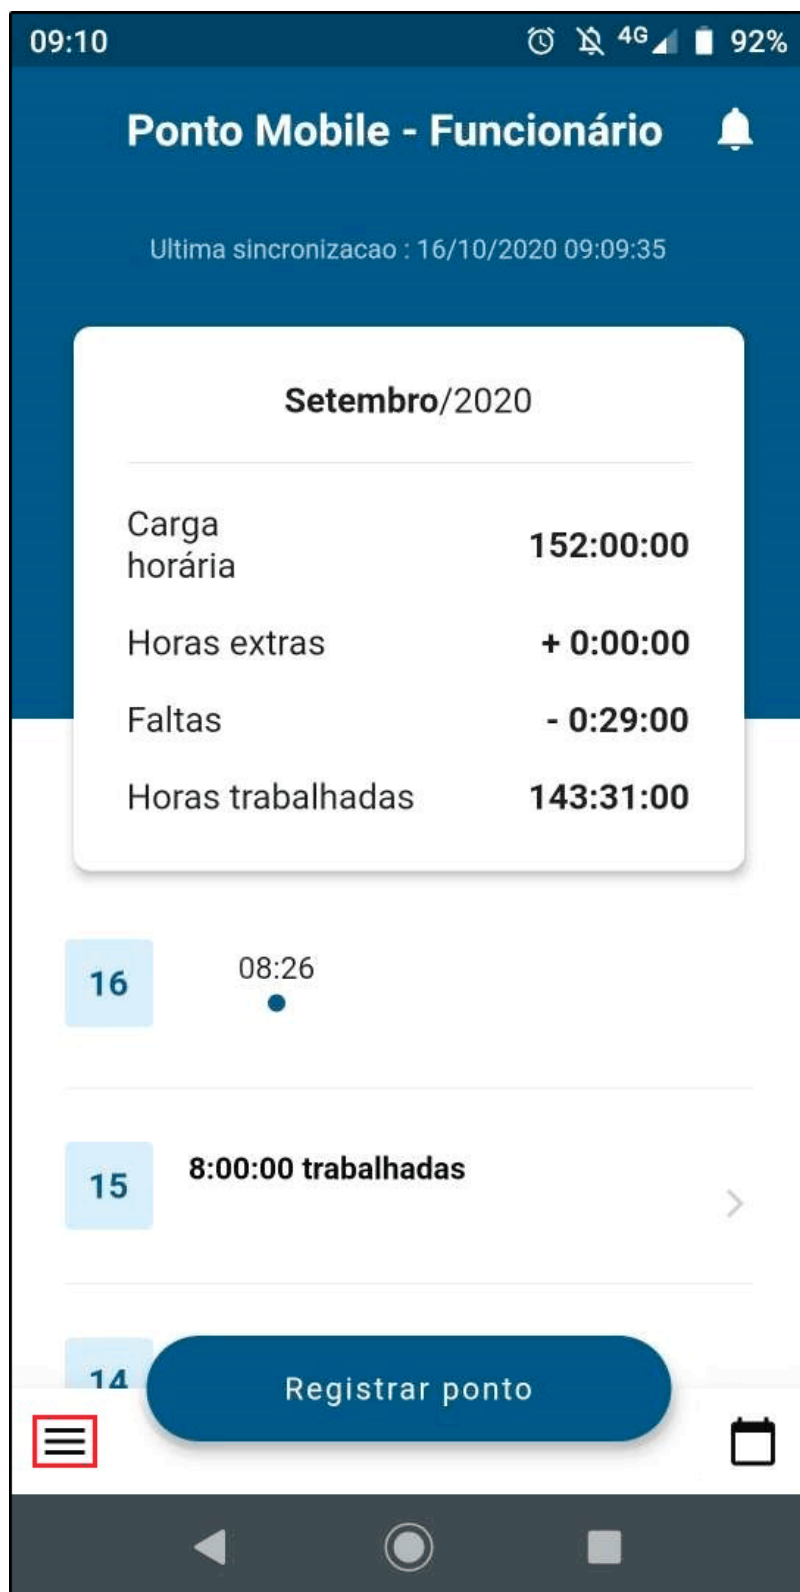 09:10 4G 92%
Ponto Mobile - Funcionário
Ultima sincronizacao : 16/10/2020 09:09:35
Setembro/2020
Carga
horária 152:00:00
Horas extras + 0:00:00
Faltas - 0:29:00
Horas trabalhadas 143:31:00
16 08:26
15 8:00:00 trabalhadas
14
Registrar ponto